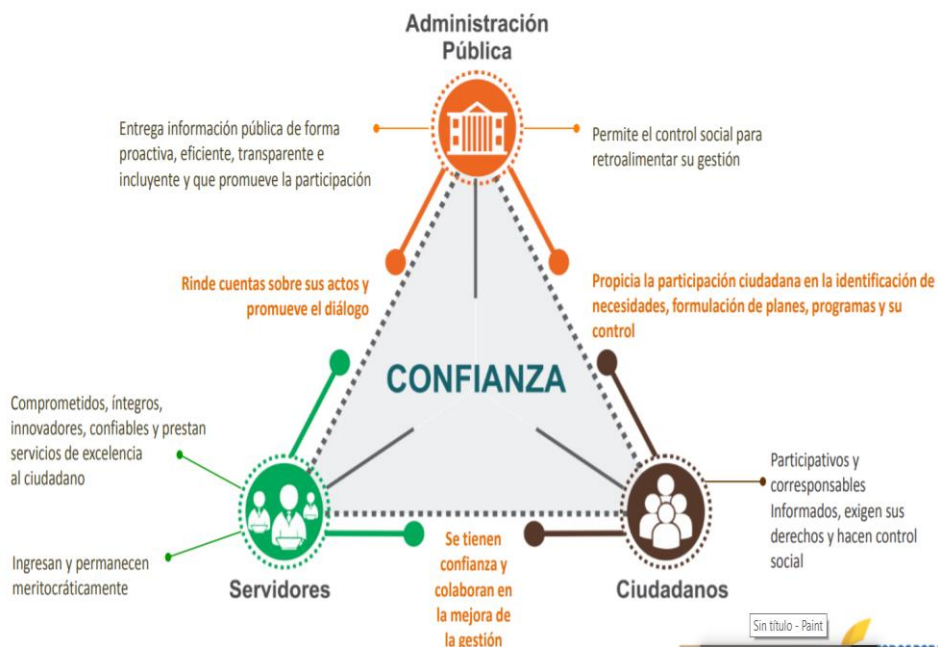 Administración
Pública
Entrega información pública de forma
proactiva, eficiente, transparente e
incluyente y que promueve la participación
Permite el control social para
retroalimentar su gestión
Rinde cuentas sobre sus actos y
promueve el diálogo
Propicia la participación ciudadana en la identificación de
necesidades, formulación de planes, programas y su
control
CONFIANZA
Comprometidos, íntegros,
innovadores, confiables y prestan
servicios de excelencia
al ciudadano
Ingresan y permanecen
meritocráticamente
Servidores
Se tienen
confianza y
colaboran en
la mejora de
la gestión
Participativos y
corresponsables
Informados, exigen sus
derechos y hacen control
social
Ciudadanos
Sin título - Paint